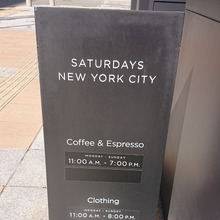 SATURDAYS
NEW YORK CITY
Coffee & Espresso
MONDAY - SUNDAY
11:00 A.M. - 7:00 P.M.
Clothing
MONDAY - SUNDAY
11:00 A.M. - 8:00 P.M.